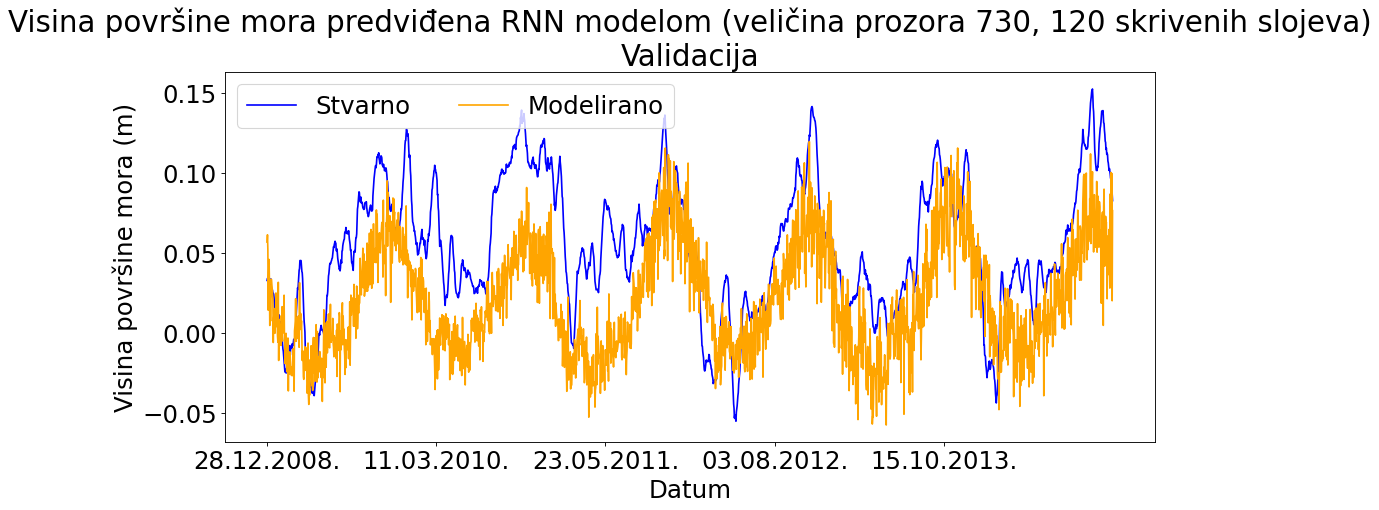 Visina površine mora predviđena RNN modelom (veličina prozora 730, 120 skrivenih slojeva)
Validacija
Stvarno
Modelirano
Visina površine mora (m)
0.15
0.10
0.05
0.00
−0.05
28.12.2008.
11.03.2010.
23.05.2011.
03.08.2012.
15.10.2013.
Datum